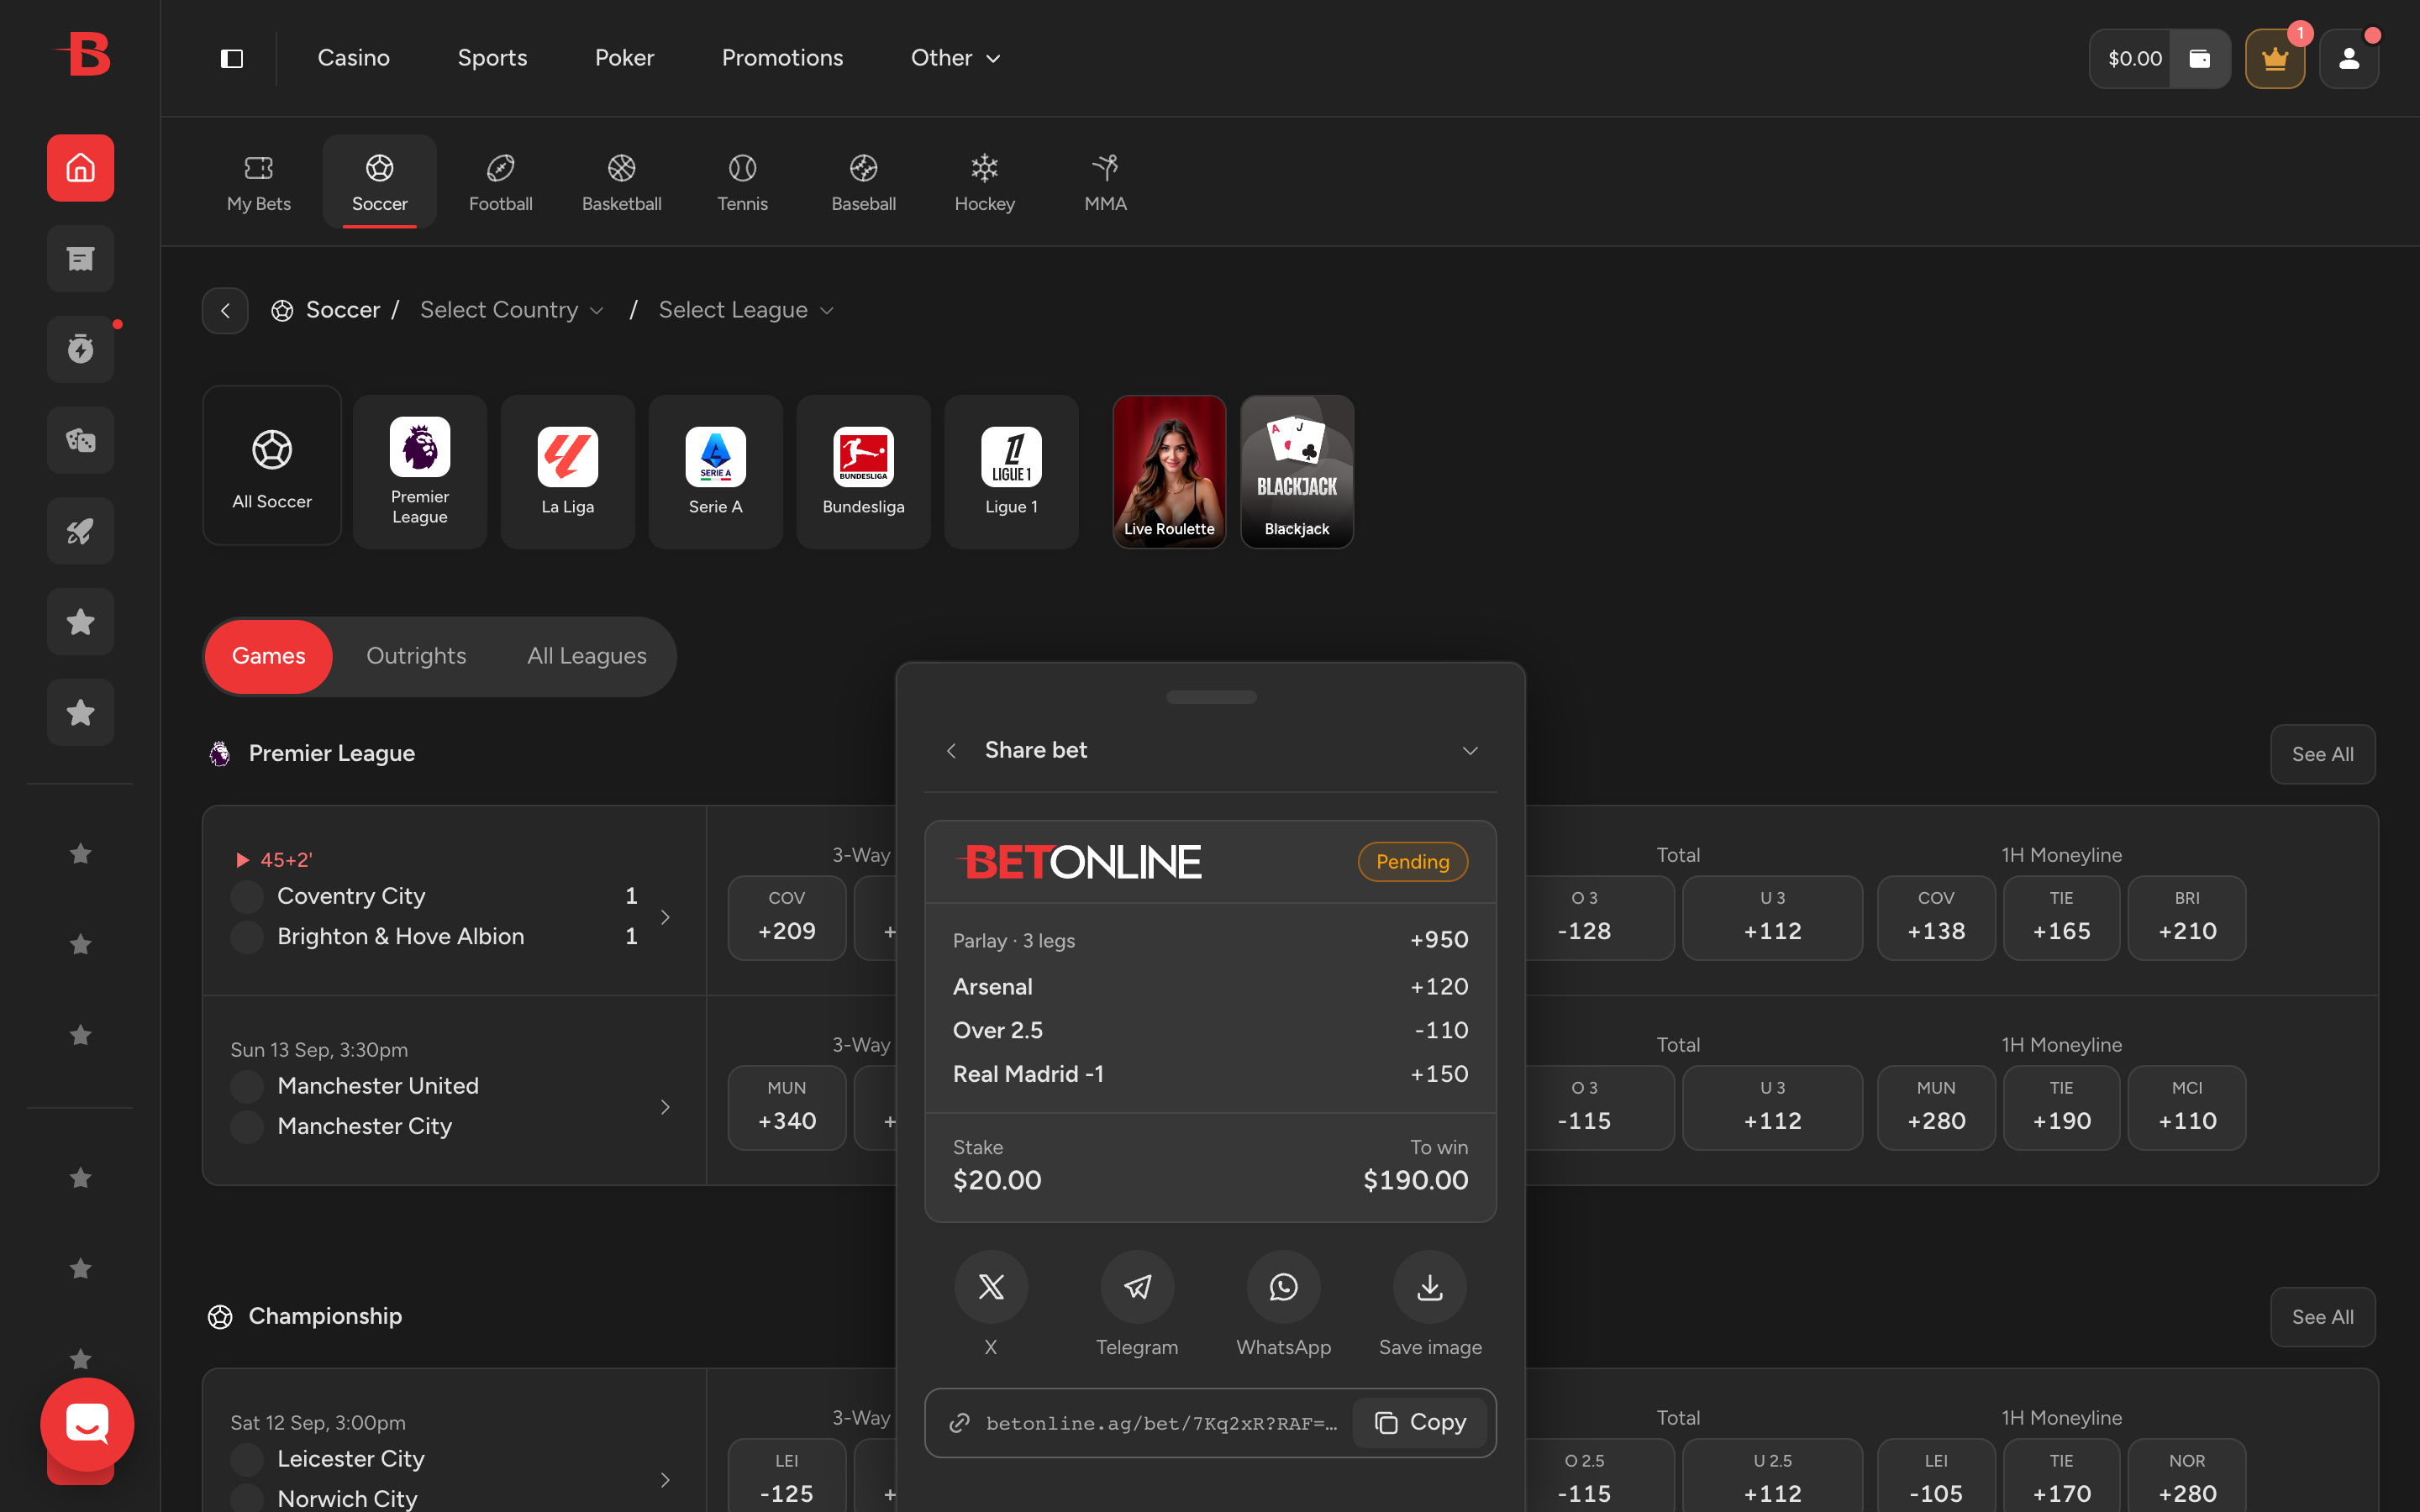 B
Casino
Sports
Poker
Promotions
Other
$0.00
1
My Bets
Soccer
Football
Basketball
Tennis
Baseball
Hockey
MMA
Soccer / Select Country / Select League
All Soccer
Premier
League
La Liga
SERIE A
Serie A
BUNDESLIGA
Bundesliga
LIGUE 1
Ligue 1
Live Roulette
A J
BLACKJACK
Blackjack
Games
Outrights
All Leagues
Premier League
See All
45+2'
Coventry City 1
Brighton & Hove Albion 1
3-Way
COV
+209
+
Total
O 3
-128
U 3
+112
1H Moneyline
COV
+138
TIE
+165
BRI
+210
Sun 13 Sep, 3:30pm
Manchester United
Manchester City
3-Way
MUN
+340
+
Total
O 3
-115
U 3
+112
1H Moneyline
MUN
+280
TIE
+190
MCI
+110
Championship
See All
Sat 12 Sep, 3:00pm
Leicester City
Norwich City
3-Way
LEI
-125
+
Total
O 2.5
-115
U 2.5
+112
1H Moneyline
LEI
-105
TIE
+170
NOR
+280
Share bet
BETONLINE
Pending
Parlay · 3 legs +950
Arsenal +120
Over 2.5 -110
Real Madrid -1 +150
Stake To win
$20.00 $190.00
X
Telegram
WhatsApp
Save image
betonline.ag/bet/7Kq2xR?RAF=…
Copy